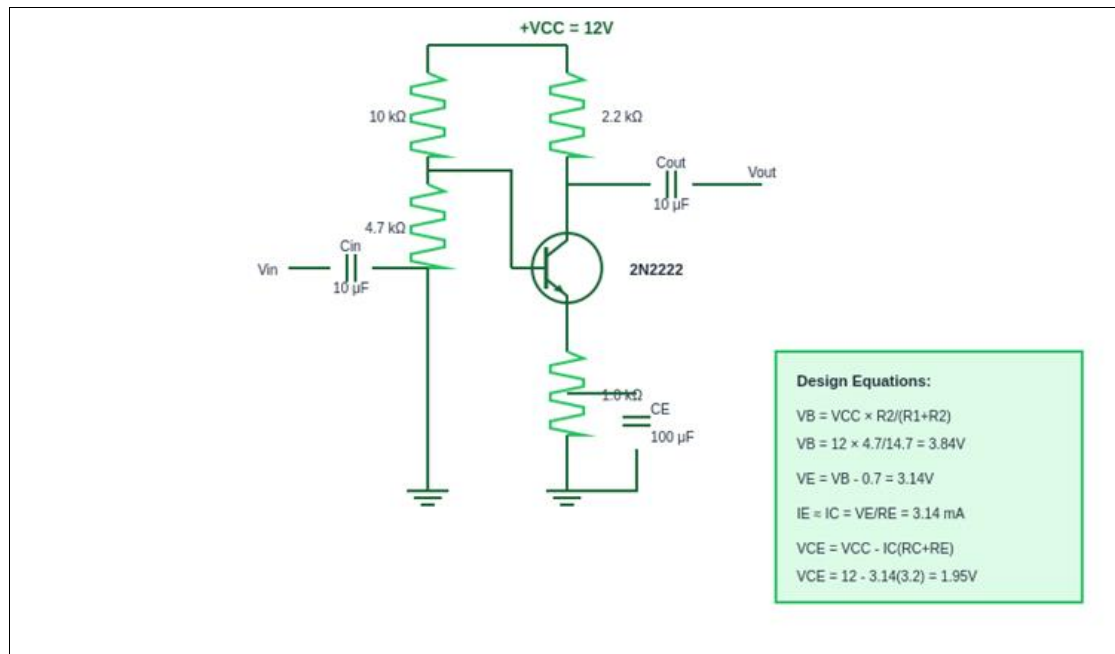 +VCC = 12V
10 kΩ
2.2 kΩ
Cout
Vout
10 µF
4.7 kΩ
Cin
Vin
10 µF
2N2222
1.0 kΩ
CE
100 µF
Design Equations:
VB = VCC × R2/(R1+R2)
VB = 12 × 4.7/14.7 = 3.84V
VE = VB - 0.7 = 3.14V
IE ≈ IC = VE/RE = 3.14 mA
VCE = VCC - IC(RC+RE)
VCE = 12 - 3.14(3.2) = 1.95V